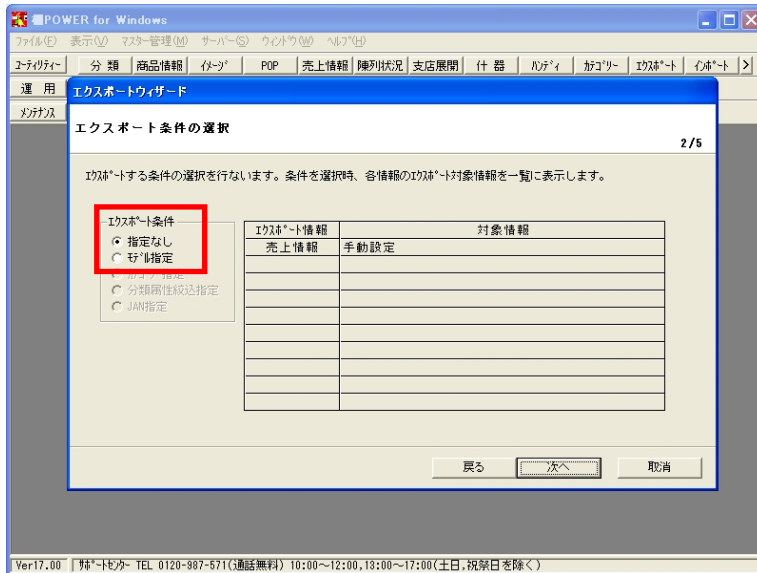 棚POWER for Windows
ファイル(F) 表示(V) マスター管理(M) サーバー(S) ウィンドウ(W) ヘルプ(H)
ユーティリティー 分 類 商品情報 イメージ POP 売上情報 陳列状況 支店展開 什 器 ハンディ カテゴリー エクスポート インポート >
運 用
メンテナンス
エクスポートウィザード
エクスポート条件の選択
2/5
エクスポートする条件の選択を行ないます。条件を選択時、各情報のエクスポート対象情報を一覧に表示します。
エクスポート条件
指定なし
モデル指定
カテゴリー指定
分類属性絞込指定
JAN指定
エクスポート情報 対象情報
売上情報 手動設定
戻る 次へ 取消
Ver17.00 サポートセンター TEL 0120-987-571(通話無料) 10:00～12:00,13:00～17:00(土日,祝祭日を除く)